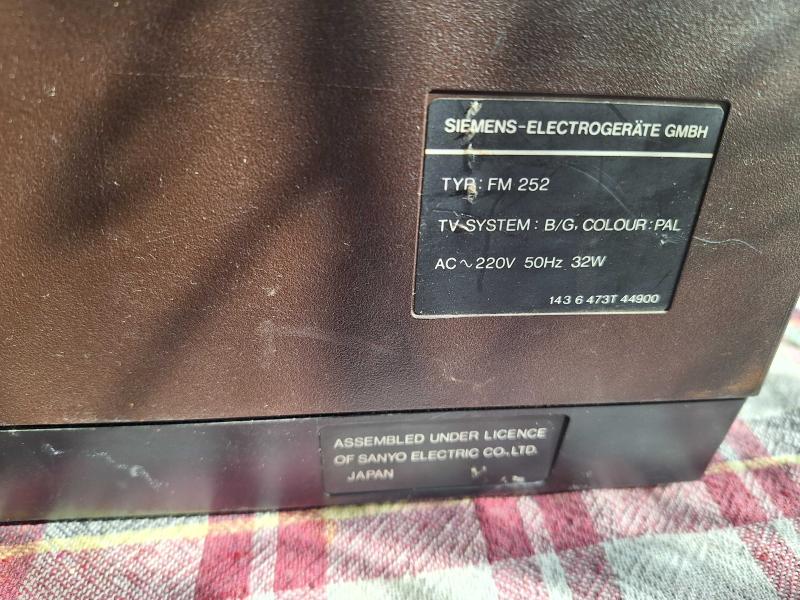 SIEMENS-ELECTROGERÄTE GMBH
TYP: FM 252
TV-SYSTEM: B/G, COLOUR: PAL
AC~220V 50Hz 32W
143 6 473T 44900
ASSEMBLED UNDER LICENCE
OF SANYO ELECTRIC CO., LTD.
JAPAN